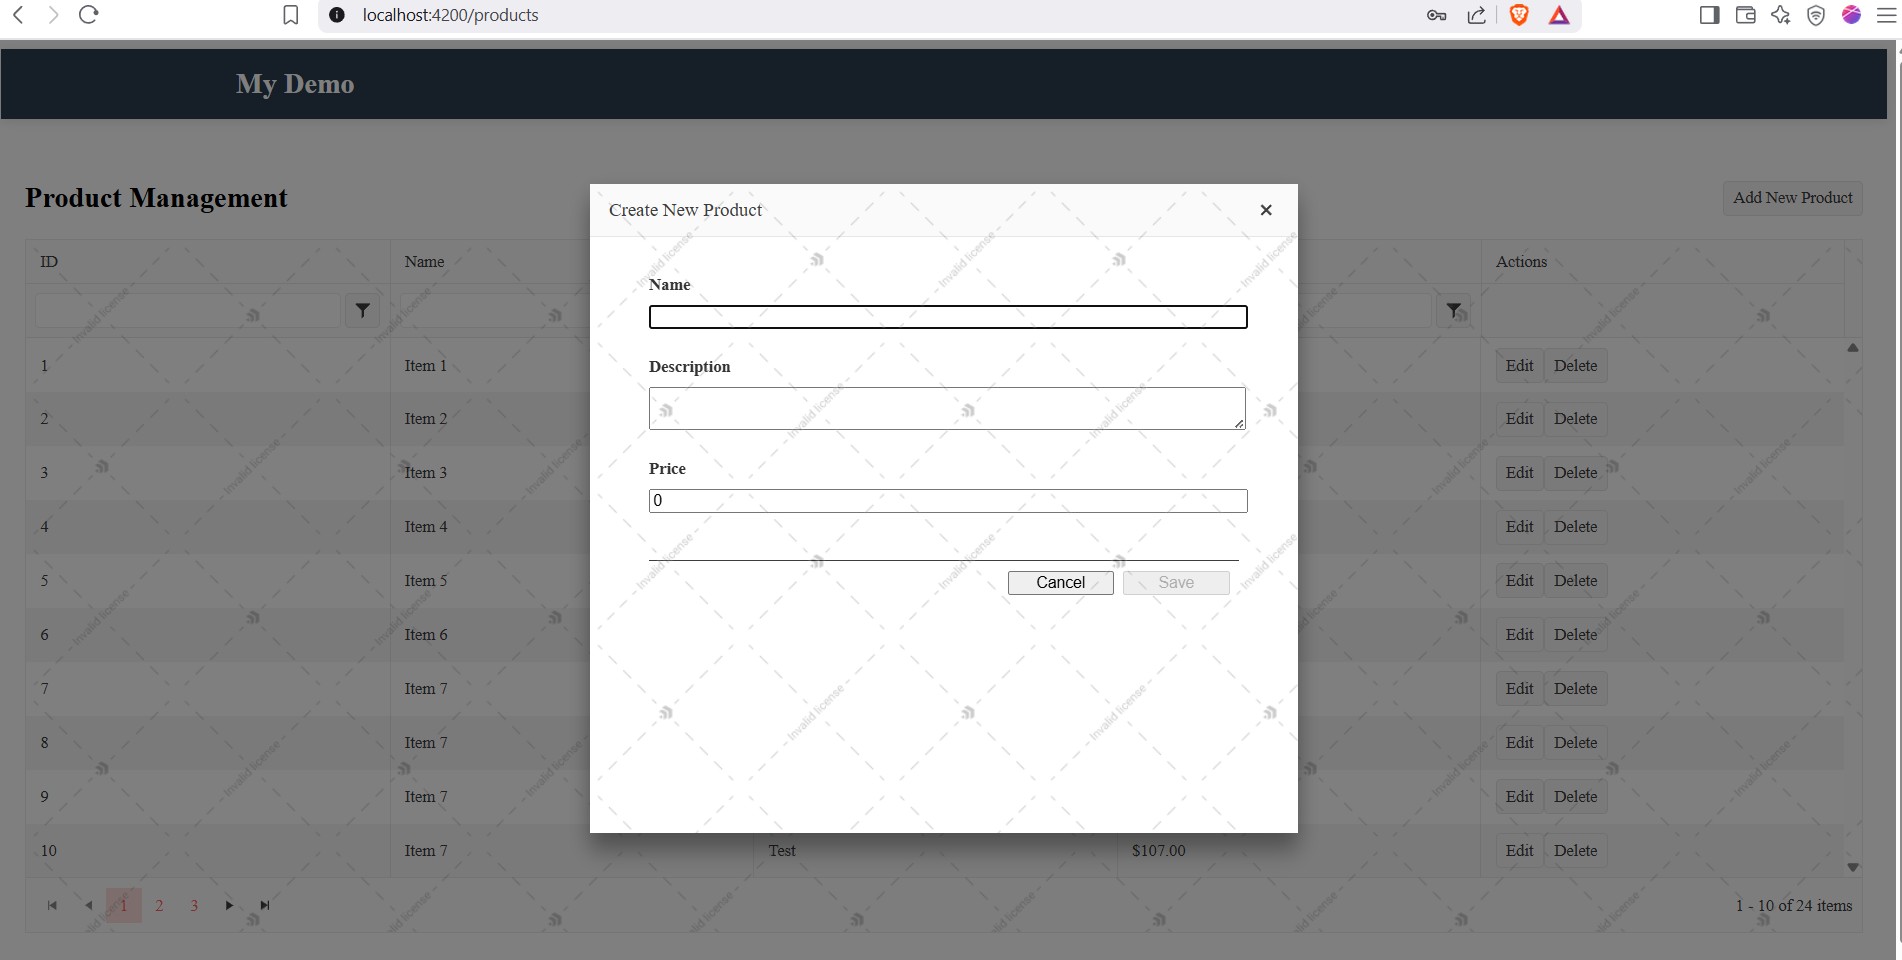 localhost:4200/products
My Demo
Product Management
Add New Product
Create New Product
ID
Name
Actions
Name
Description
Price
0
Cancel
Save
1
Item 1
Edit
Delete
2
Item 2
Edit
Delete
3
Item 3
Edit
Delete
4
Item 4
Edit
Delete
5
Item 5
Edit
Delete
6
Item 6
Edit
Delete
7
Item 7
Edit
Delete
8
Item 7
Edit
Delete
9
Item 7
Edit
Delete
10
Item 7
Test
$107.00
Edit
Delete
1 2 3
1 - 10 of 24 items
Invalid license